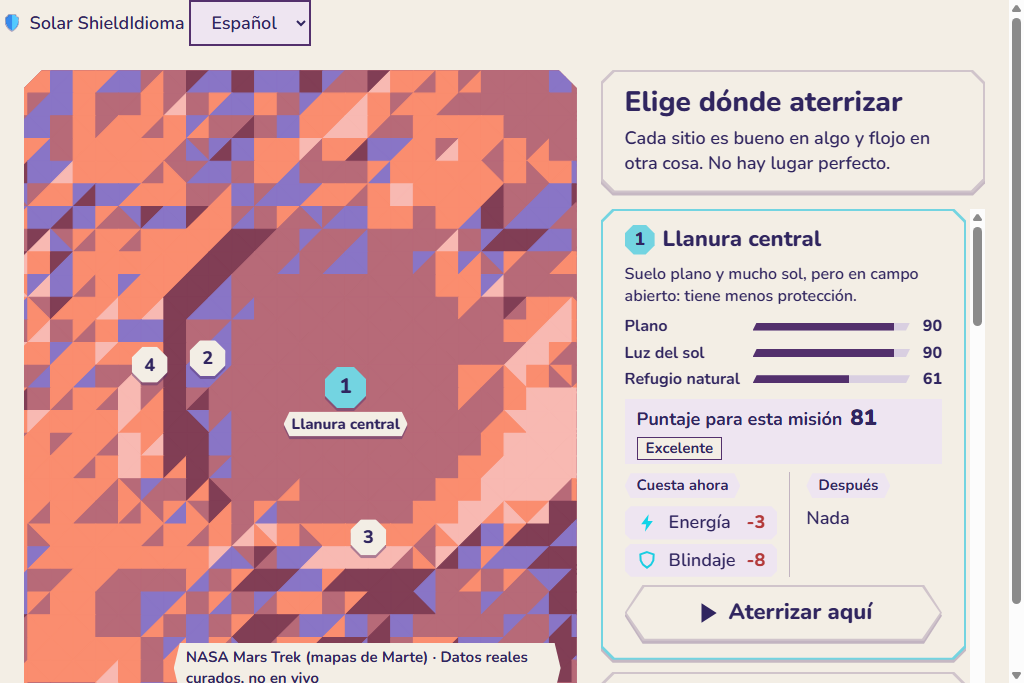 Solar Shield Idioma Español
Elige dónde aterrizar
Cada sitio es bueno en algo y flojo en
otra cosa. No hay lugar perfecto.
4
2
1
Llanura central
3
NASA Mars Trek (mapas de Marte) · Datos reales
curados, no en vivo
1 Llanura central
Suelo plano y mucho sol, pero en campo
abierto: tiene menos protección.
Plano 90
Luz del sol 90
Refugio natural 61
Puntaje para esta misión 81
Excelente
Cuesta ahora
Energía -3
Blindaje -8
Después
Nada
Aterrizar aquí